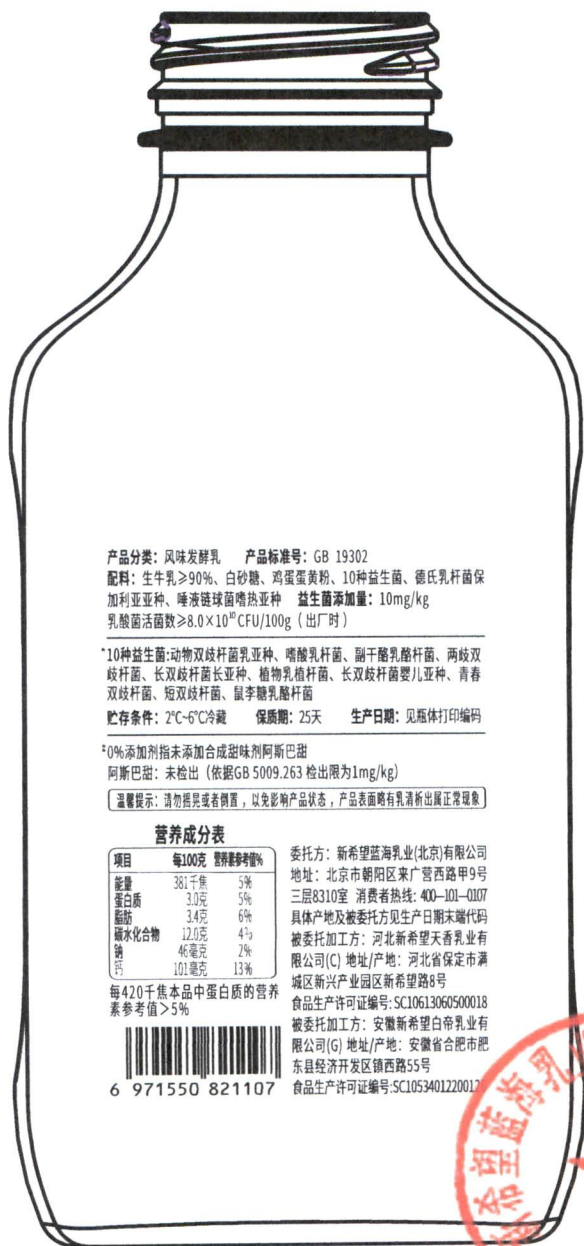 产品分类：风味发酵乳 产品标准号：GB 19302
配料：生牛乳≥90%、白砂糖、鸡蛋蛋黄粉、10种益生菌、德氏乳杆菌保
加利亚亚种、唾液链球菌嗜热亚种 益生菌添加量：10mg/kg
乳酸菌活菌数≥8.0×10¹⁰CFU/100g（出厂时）
*10种益生菌:动物双歧杆菌乳亚种、嗜酸乳杆菌、副干酪乳酪杆菌、两歧双
歧杆菌、长双歧杆菌长亚种、植物乳植杆菌、长双歧杆菌婴儿亚种、青春
双歧杆菌、短双歧杆菌、鼠李糖乳酪杆菌
贮存条件：2℃~6℃冷藏 保质期：25天 生产日期：见瓶体打印编码
‡0%添加剂指未添加合成甜味剂阿斯巴甜
阿斯巴甜：未检出（依据GB 5009.263 检出限为1mg/kg）
温馨提示：请勿摇晃或者倒置，以免影响产品状态，产品表面略有乳清析出属正常现象
营养成分表
项目 每100克 营养素参考值%
能量 381千焦 5%
蛋白质 3.0克 5%
脂肪 3.4克 6%
碳水化合物 12.0克 4%
钠 46毫克 2%
钙 101毫克 13%
每420千焦本品中蛋白质的营养
素参考值＞5%
6 971550 821107
委托方：新希望蓝海乳业(北京)有限公司
地址：北京市朝阳区来广营西路甲9号
三层8310室 消费者热线：400-101-0107
具体产地及被委托方见生产日期末端代码
被委托加工方：河北新希望天香乳业有
限公司(C) 地址/产地：河北省保定市满
城区新兴产业园区新希望路8号
食品生产许可证编号:SC10613060500018
被委托加工方：安徽新希望白帝乳业有
限公司(G) 地址/产地：安徽省合肥市肥
东县经济开发区镇西路55号
食品生产许可证编号:SC1053401220012
希望蓝海乳